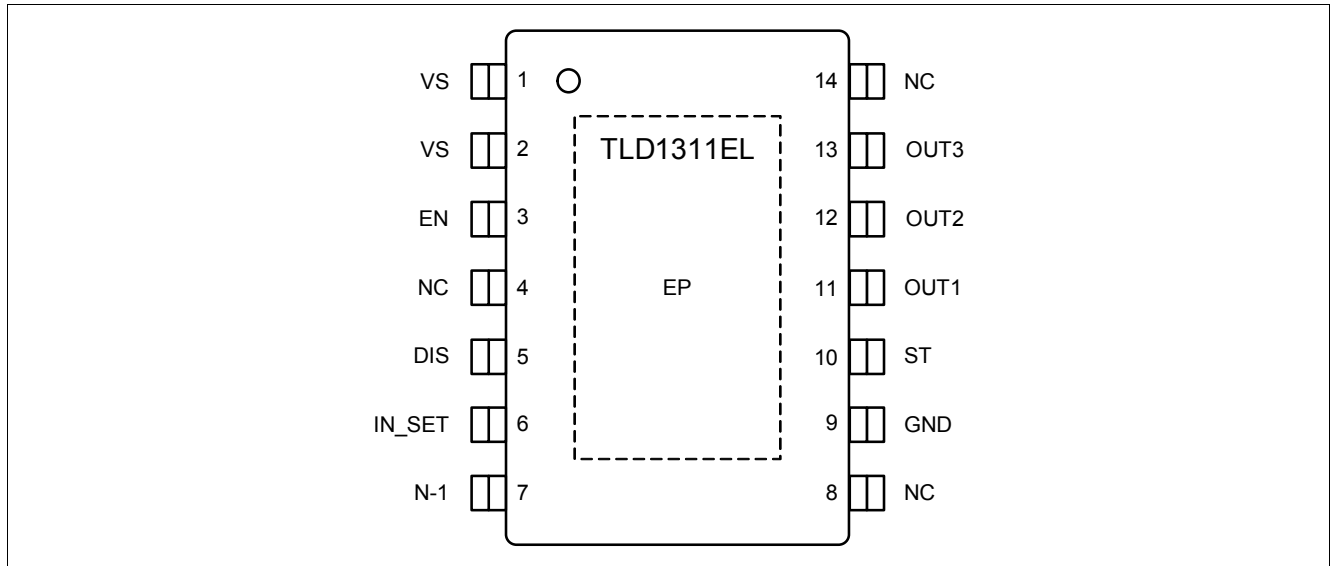 VS 1 14 NC
VS 2 TLD1311EL 13 OUT3
EN 3 12 OUT2
NC 4 EP 11 OUT1
DIS 5 10 ST
IN_SET 6 9 GND
N-1 7 8 NC